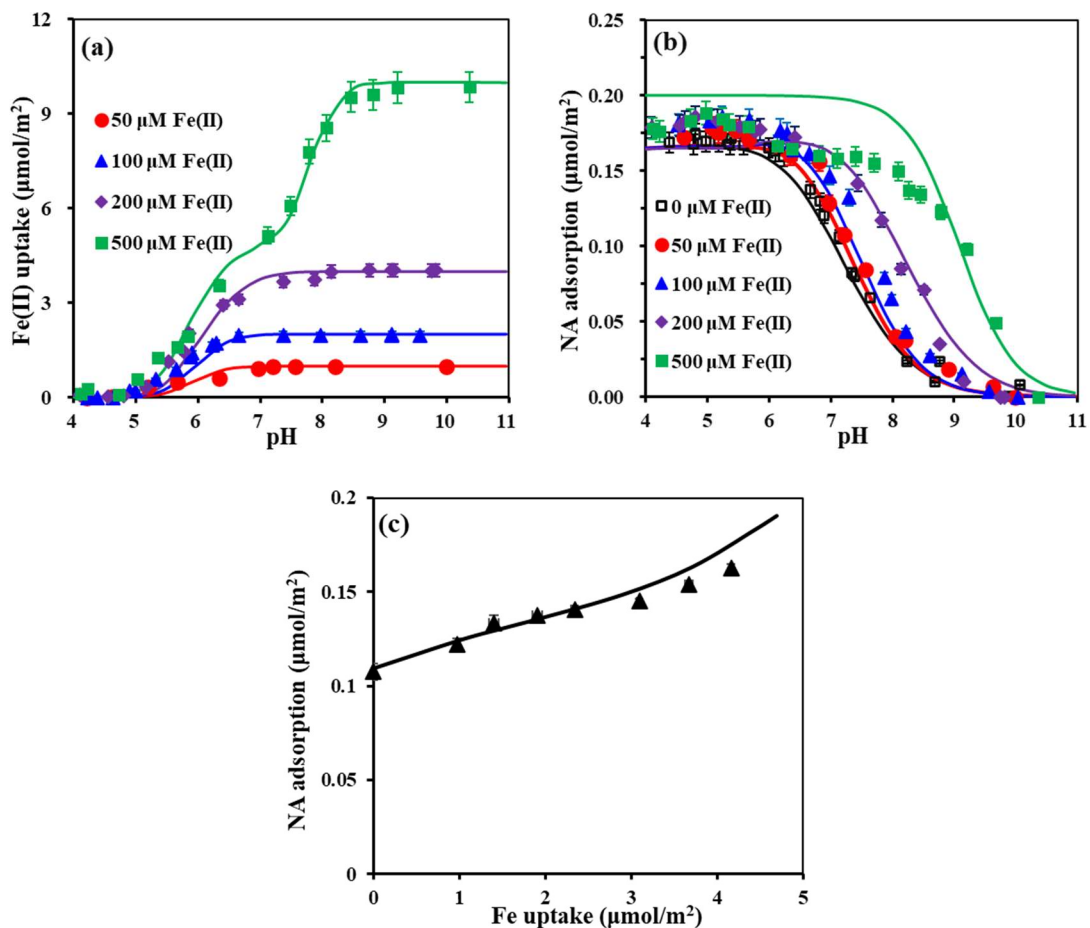 (a)
Fe(II) uptake (µmol/m²)
12
9
6
3
0
50 µM Fe(II)
100 µM Fe(II)
200 µM Fe(II)
500 µM Fe(II)
4 5 6 7 8 9 10 11
pH
(b)
NA adsorption (µmol/m²)
0.25
0.20
0.15
0.10
0.05
0.00
0 µM Fe(II)
50 µM Fe(II)
100 µM Fe(II)
200 µM Fe(II)
500 µM Fe(II)
4 5 6 7 8 9 10 11
pH
(c)
NA adsorption (µmol/m²)
0.2
0.15
0.1
0.05
0
0 1 2 3 4 5
Fe uptake (µmol/m²)